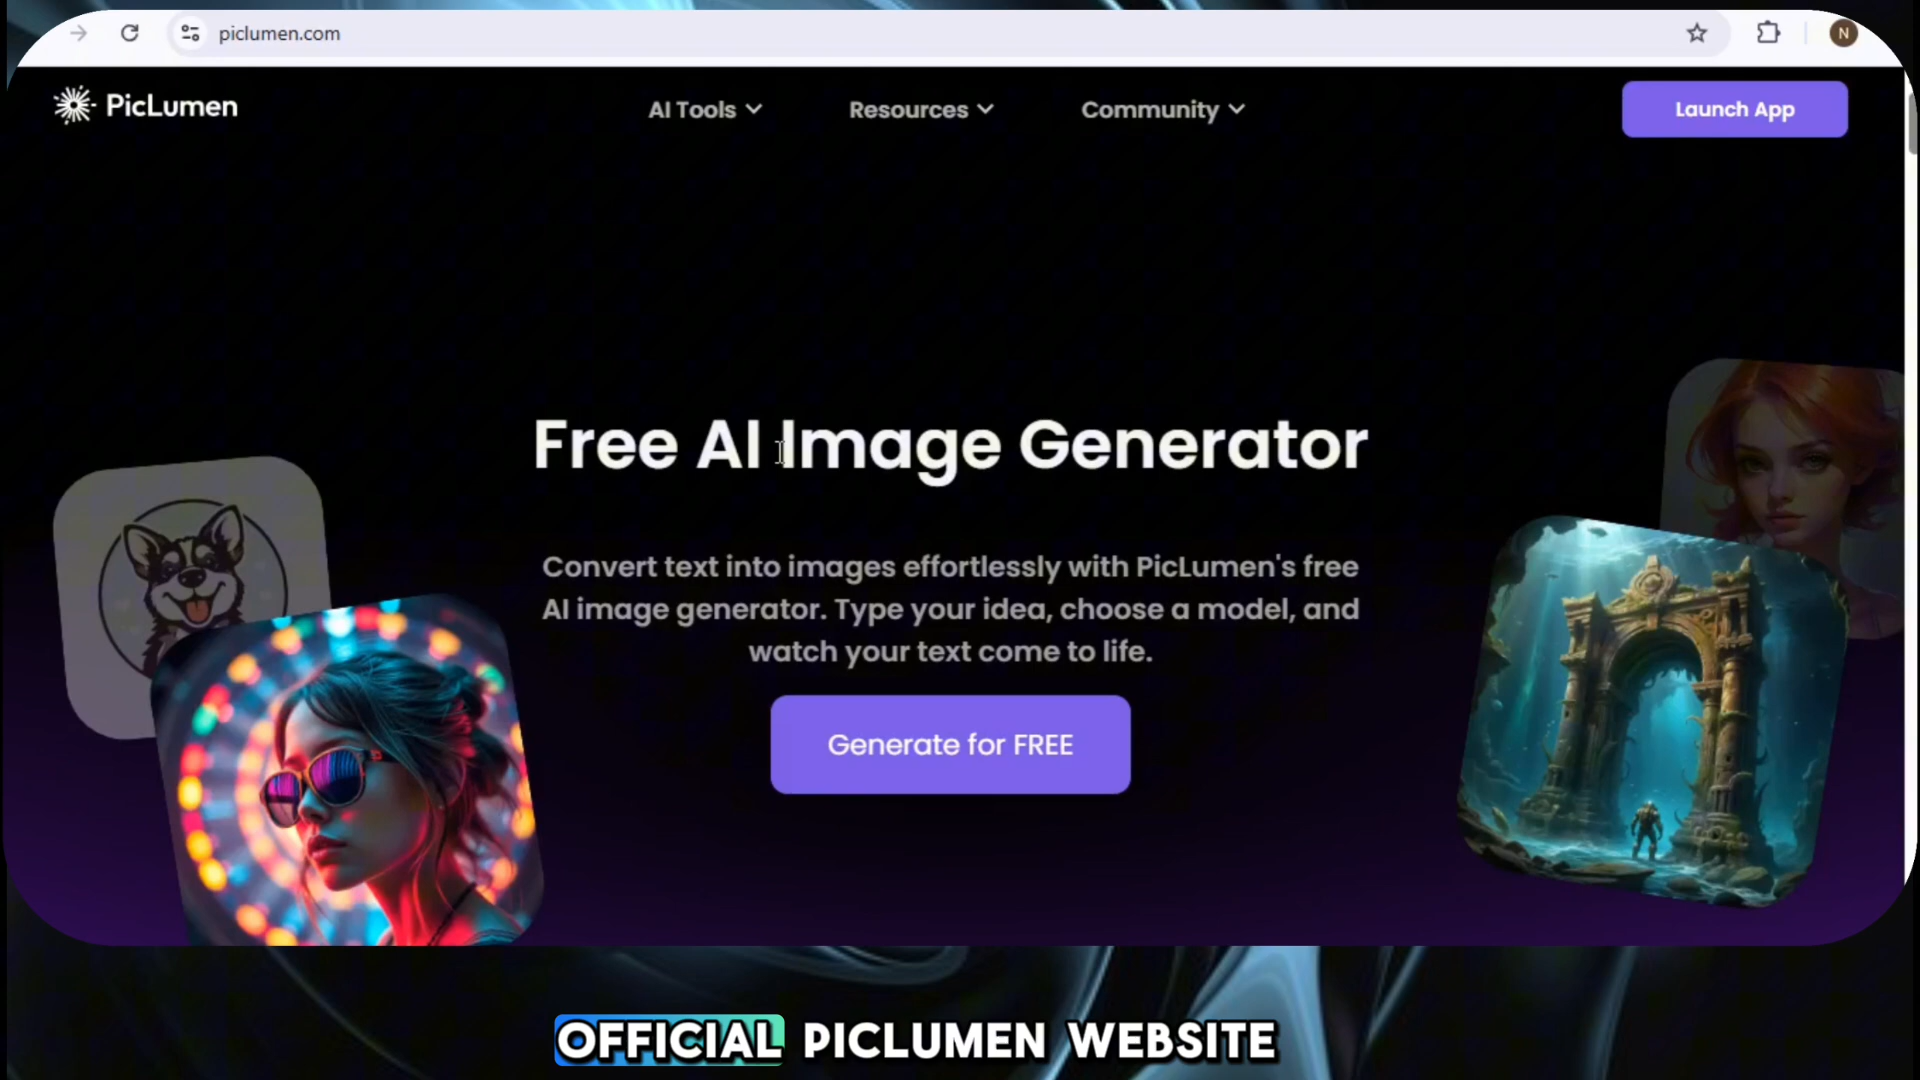 piclumen.com
N
PicLumen
AI Tools
Resources
Community
Launch App
Free AI Image Generator
Convert text into images effortlessly with PicLumen's free
AI image generator. Type your idea, choose a model, and
watch your text come to life.
Generate for FREE
OFFICIAL PICLUMEN WEBSITE